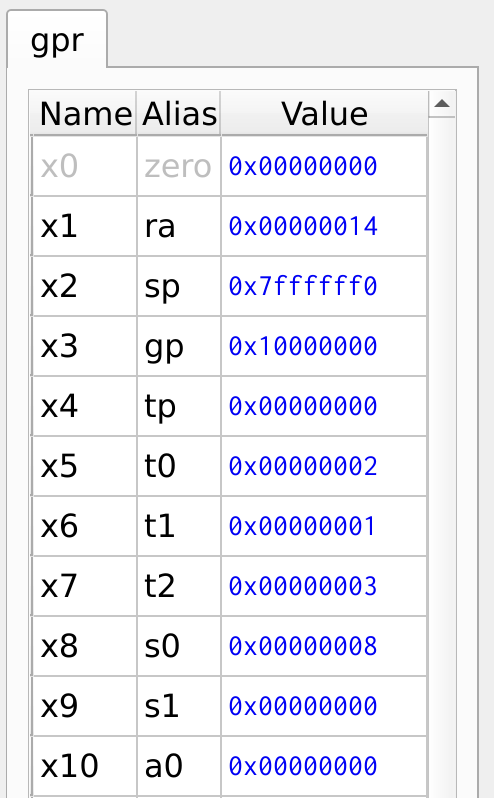 gpr
Name Alias Value
x0 zero 0x00000000
x1 ra 0x00000014
x2 sp 0x7ffffff0
x3 gp 0x10000000
x4 tp 0x00000000
x5 t0 0x00000002
x6 t1 0x00000001
x7 t2 0x00000003
x8 s0 0x00000008
x9 s1 0x00000000
x10 a0 0x00000000